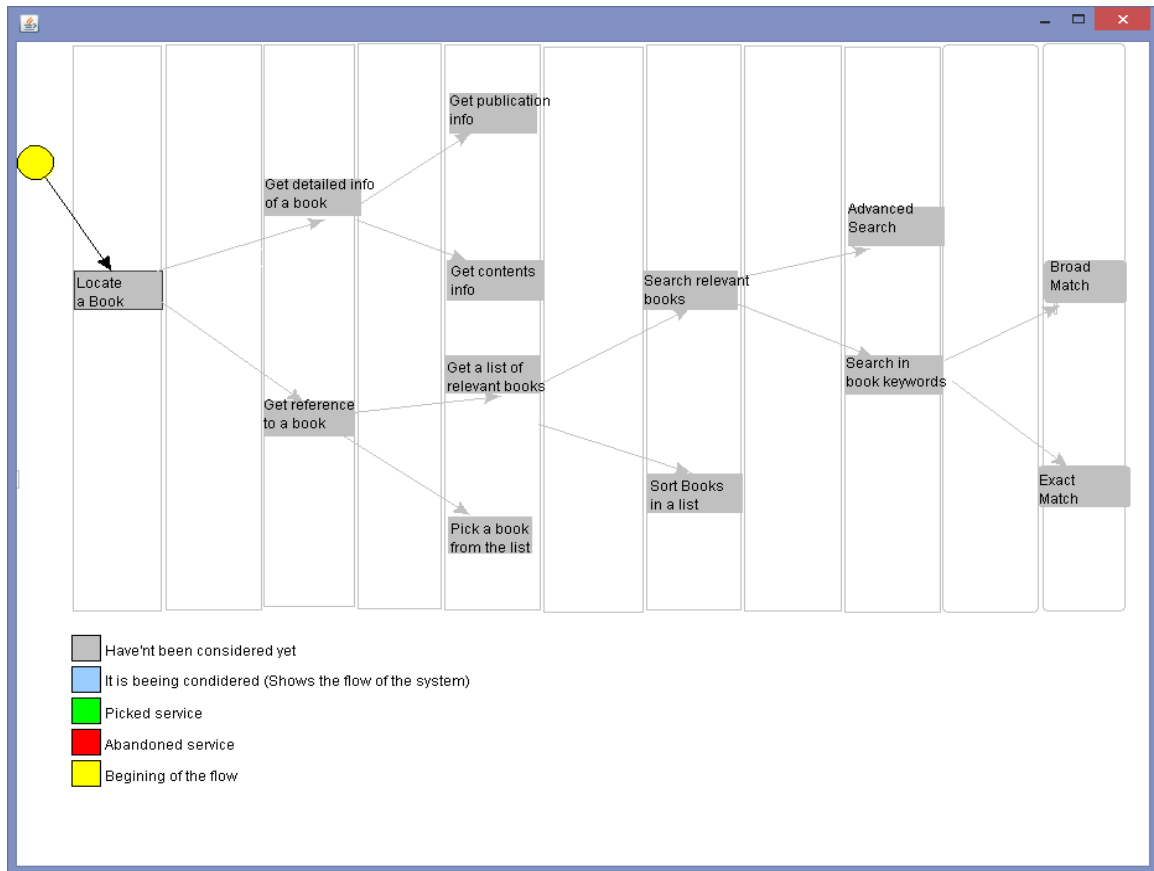 Get publication
info
Get detailed info
of a book
Advanced
Search
Get contents
info
Broad
Match
Locate
a Book
Search relevant
books
Get a list of
relevant books
Search in
book keywords
Get reference
to a book
Sort Books
in a list
Exact
Match
Pick a book
from the list
Have'nt been considered yet
It is beeing condidered (Shows the flow of the system)
Picked service
Abandoned service
Begining of the flow